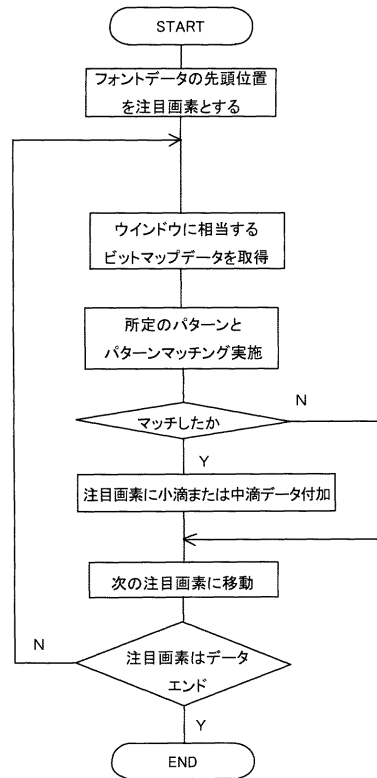 START
フォントデータの先頭位置
を注目画素とする
ウインドウに相当する
ビットマップデータを取得
所定のパターンと
パターンマッチング実施
マッチしたか
N
Y
注目画素に小滴または中滴データ付加
次の注目画素に移動
N
注目画素はデータ
エンド
Y
END